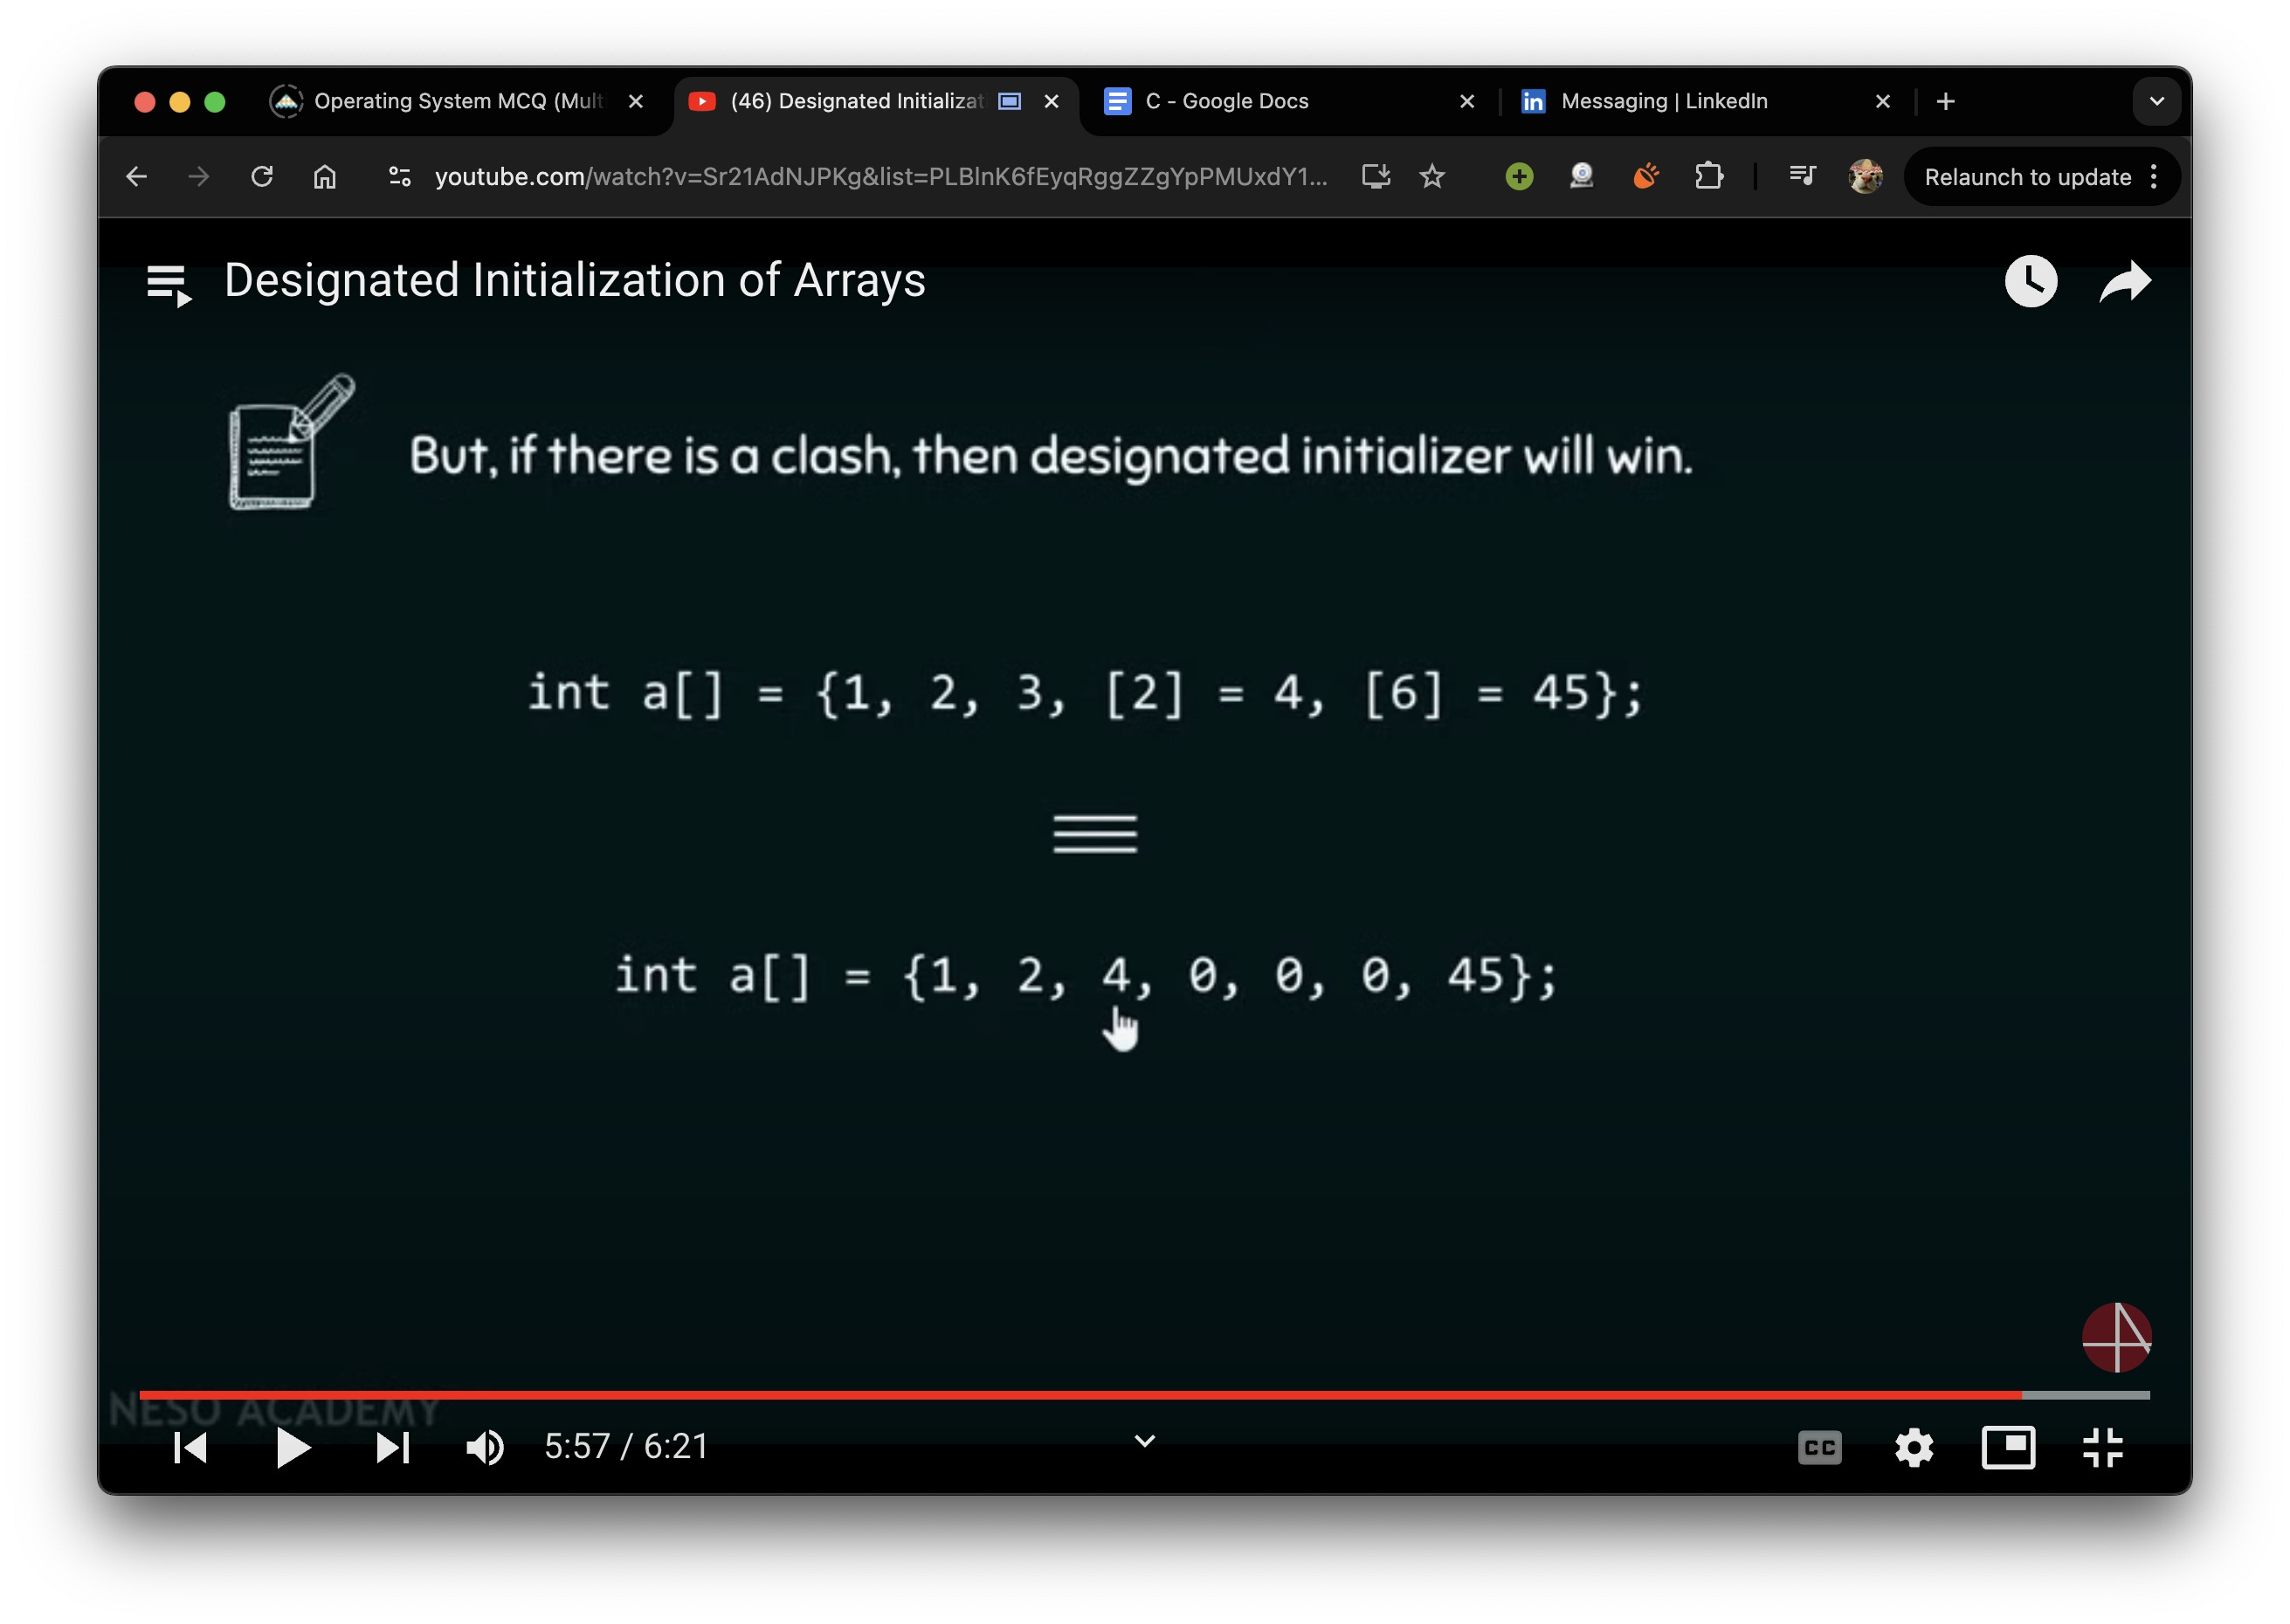 Operating System MCQ (Mult
(46) Designated Initializat
C - Google Docs
Messaging | LinkedIn
youtube.com/watch?v=Sr21AdNJPKg&list=PLBlnK6fEyqRggZZgYpPMUxdY1...
Relaunch to update
Designated Initialization of Arrays
But, if there is a clash, then designated initializer will win.
int a[] = {1, 2, 3, [2] = 4, [6] = 45};
int a[] = {1, 2, 4, 0, 0, 0, 45};
NESO ACADEMY
5:57 / 6:21
CC